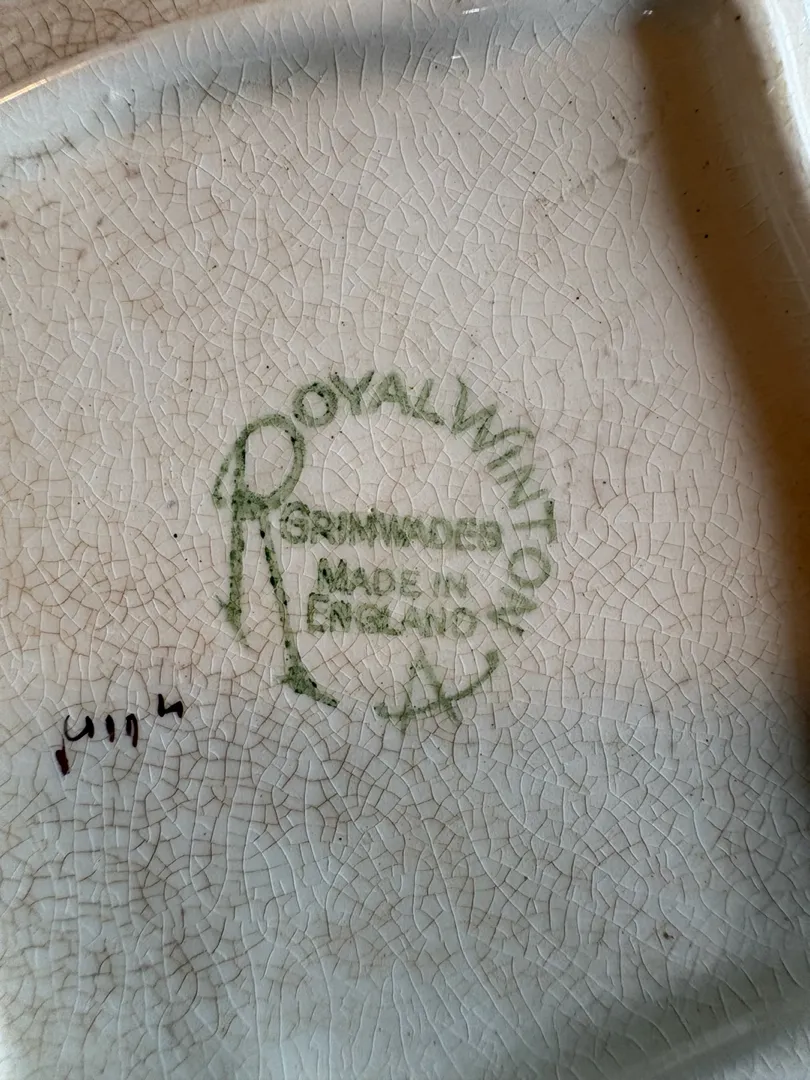 ROYAL WINTON
GRIMWADES
MADE IN
ENGLAND
A